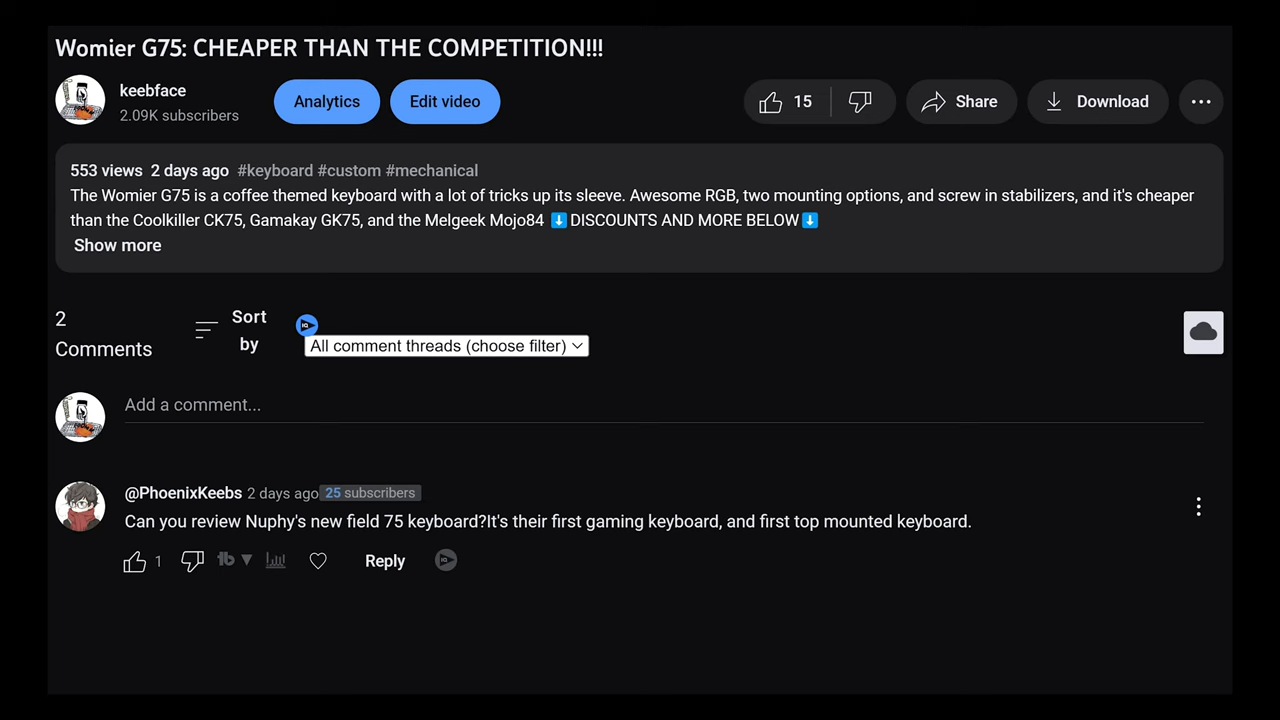 Womier G75: CHEAPER THAN THE COMPETITION!!!
keebface
2.09K subscribers
Analytics
Edit video
15
Share
Download
553 views 2 days ago #keyboard #custom #mechanical
The Womier G75 is a coffee themed keyboard with a lot of tricks up its sleeve. Awesome RGB, two mounting options, and screw in stabilizers, and it's cheaper
than the Coolkiller CK75, Gamakay GK75, and the Melgeek Mojo84 ⬇️DISCOUNTS AND MORE BELOW⬇️
Show more
2
Comments
Sort
by
IQ
All comment threads (choose filter)
Add a comment...
@PhoenixKeebs 2 days ago 25 subscribers
Can you review Nuphy's new field 75 keyboard?It's their first gaming keyboard, and first top mounted keyboard.
1
tb
Reply
IQ